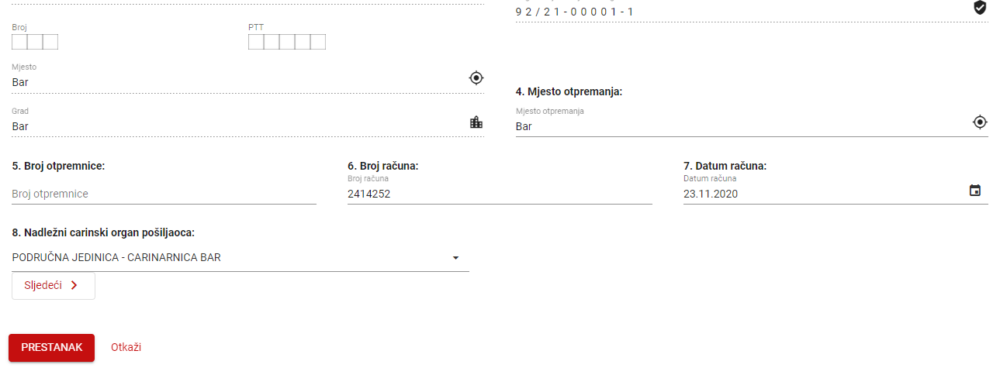 92/21-00001-1
Broj
PTT
Mjesto
Bar
Grad
Bar
4. Mjesto otpremanja:
Mjesto otpremanja
Bar
5. Broj otpremnice:
Broj otpremnice
6. Broj računa:
Broj računa
2414252
7. Datum računa:
Datum računa
23.11.2020
8. Nadležni carinski organ pošiljaoca:
PODRUČNA JEDINICA - CARINARNICA BAR
Sljedeći
PRESTANAK
Otkaži